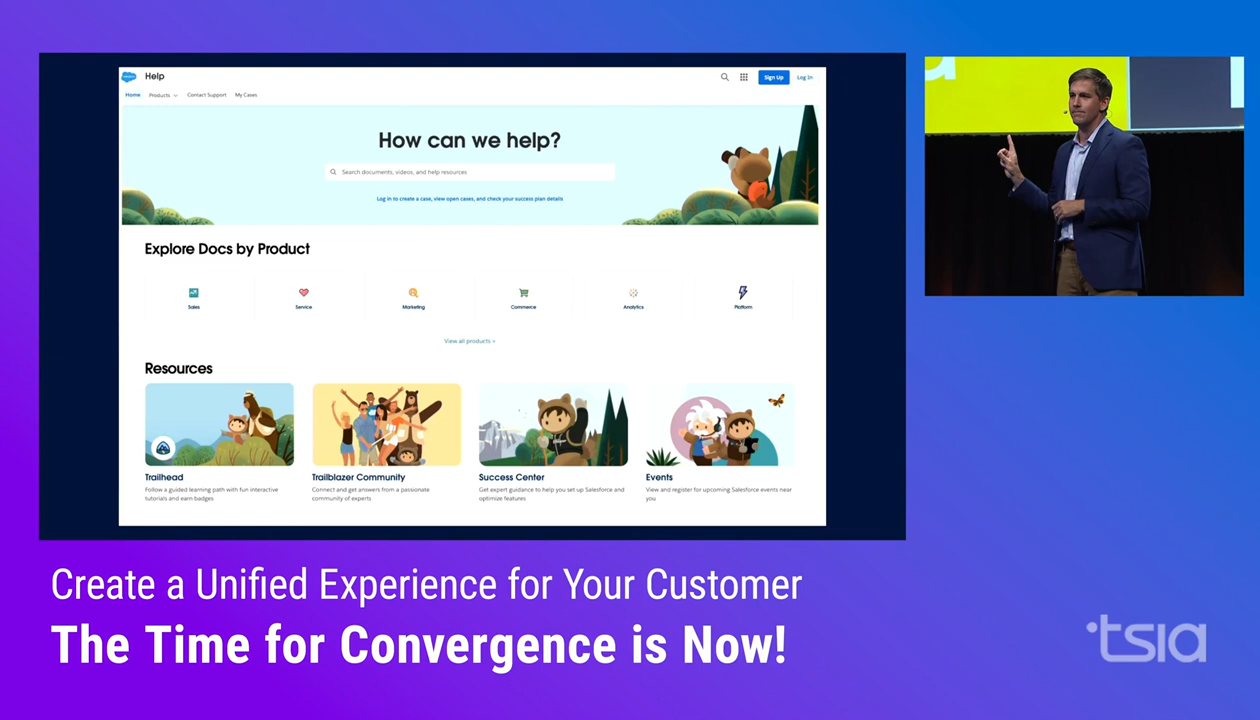 salesforce
Help
Sign Up
Log In
Home
Products
Contact Support
My Cases
How can we help?
Search documents, videos, and help resources
Log in to create a case, view open cases, and check your success plan details
Explore Docs by Product
Sales
Service
Marketing
Commerce
Analytics
Platform
View all products
Resources
Trailhead
Follow a guided learning path with fun interactive
tutorials and earn badges
Trailblazer Community
Connect and get answers from a passionate
community of experts
Success Center
Get expert guidance to help you set up Salesforce and
optimize features
Events
View and register for upcoming Salesforce events near
you
Create a Unified Experience for Your Customer
The Time for Convergence is Now!
tsia